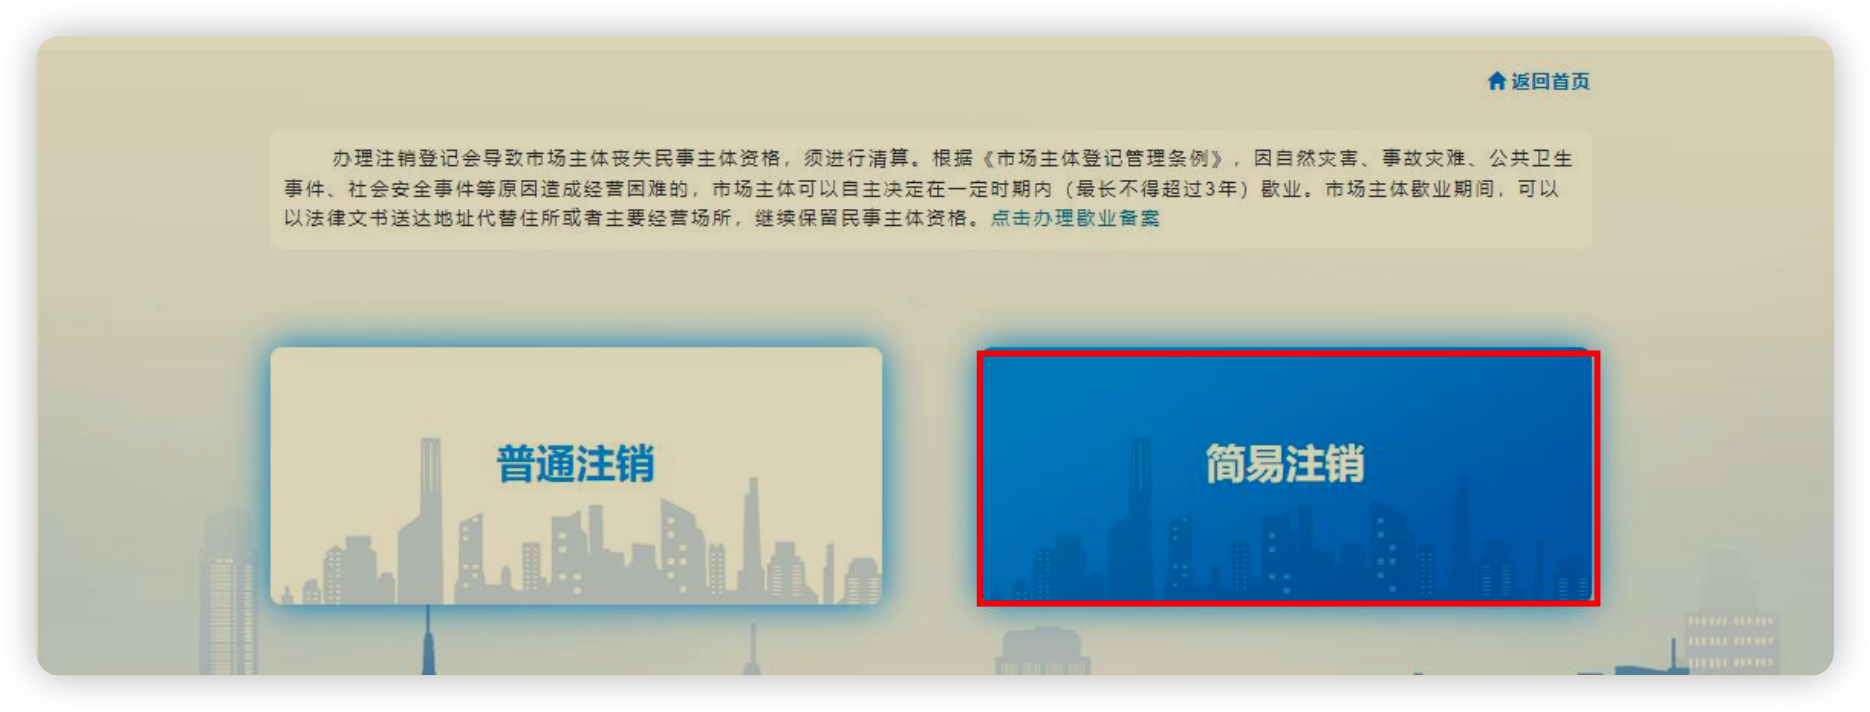 返回首页
办理注销登记会导致市场主体丧失民事主体资格，须进行清算。根据《市场主体登记管理条例》，因自然灾害、事故灾难、公共卫生
事件、社会安全事件等原因造成经营困难的，市场主体可以自主决定在一定时期内（最长不得超过3年）歇业。市场主体歇业期间，可以
以法律文书送达地址代替住所或者主要经营场所，继续保留民事主体资格。点击办理歇业备案
普通注销
简易注销